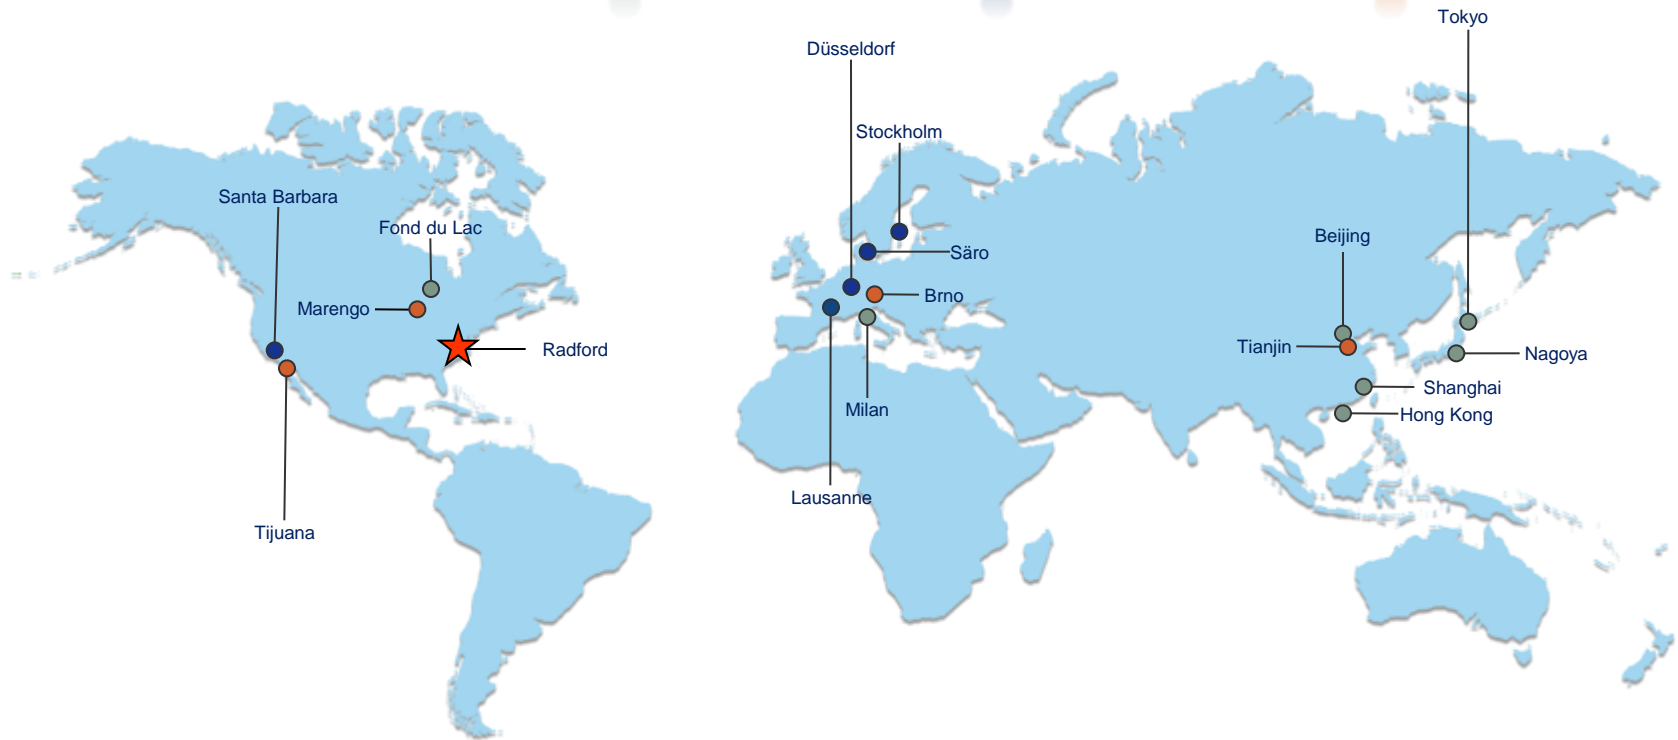 Tokyo
Düsseldorf
Stockholm
Santa Barbara
Fond du Lac
Beijing
Säro
Brno
Marengo
Radford
Tianjin
Nagoya
Shanghai
Milan
Hong Kong
Lausanne
Tijuana